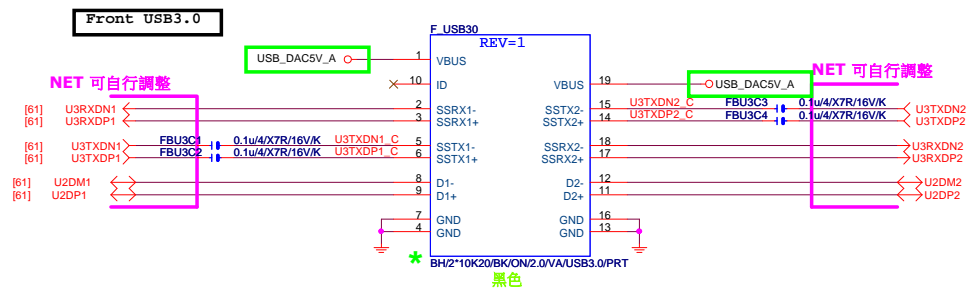 Front USB3.0
F_USB30
REV=1
USB_DAC5V_A
1
VBUS
NET 可自行調整
10
ID
VBUS
19
USB_DAC5V_A
NET 可自行調整
[61] U3RXDN1
2
SSRX1-
[61] U3RXDP1
3
SSRX1+
SSTX2-
15
U3TXDN2_C
FBU3C3
0.1u/4/X7R/16V/K
U3TXDN2
SSTX2+
14
U3TXDP2_C
FBU3C4
0.1u/4/X7R/16V/K
U3TXDP2
[61] U3TXDN1
FBU3C1
0.1u/4/X7R/16V/K
U3TXDN1_C
5
SSTX1-
[61] U3TXDP1
FBU3C2
0.1u/4/X7R/16V/K
U3TXDP1_C
6
SSTX1+
SSRX2-
18
U3RXDN2
SSRX2+
17
U3RXDP2
[61] U2DM1
8
D1-
[61] U2DP1
9
D1+
D2-
12
U2DM2
D2+
11
U2DP2
7
GND
4
GND
GND
16
GND
13
* BH/2*10K20/BK/ON/2.0/VA/USB3.0/PRT
黑色